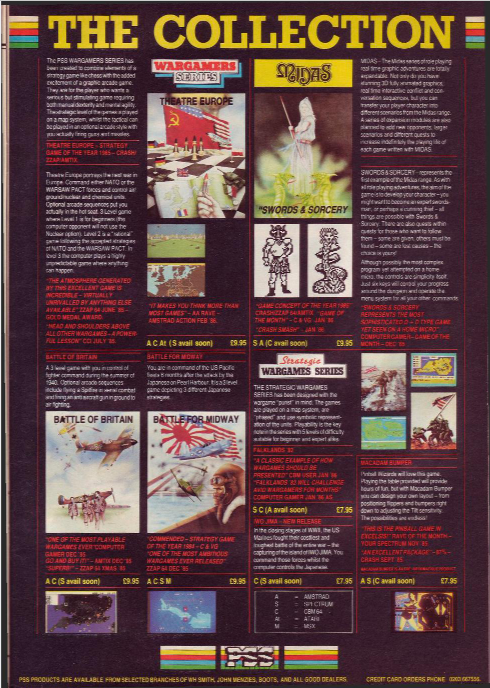 THE COLLECTION
The PSS WARGAMERS SERIES has
been created to combine elements of a
strategy game like chess with the added
excitement of a graphic arcade game.
They are for the player who wants a
serious but stimulating game requiring
both manual dexterity and mental agility.
The strategic level of the games is played
on a map system, whilst the tactical can
be played in an optional arcade style with
you actually firing guns and missiles.
THEATRE EUROPE - STRATEGY
GAME OF THE YEAR 1985 - CRASH/
ZZAP/ANTIA
Theatre Europe portrays the next war in
Europe. Command either NATO or the
WARSAW PACT forces and control air
ground nuclear and chemical units.
Optional arcade sequences put you
actually in the hot seat. 3 Level game
where Level 1 is for beginners (the
computer opponent will not use the
Nuclear option). Level 2 is a "rational"
game following the accepted strategies
of NATO and the WARSAW PACT. In
level 3 the computer plays a highly
unpredictable game where anything
can happen.
"THE ATMOSPHERE GENERATED
BY THIS EXCELLENT GAME IS
INCREDIBLE - VIRTUALLY
UNRIVALLED BY ANYTHING ELSE
AVAILABLE" ZZAP 64 JUNE '85 -
GOLD MEDAL AWARD
"HEAD AND SHOULDERS ABOVE
ALL OTHER WARGAMES - A POWER-
FUL LESSON" CCI JULY '85
BATTLE OF BRITAIN
A 3 level game with you in control of
fighter command during the summer of
1940. Optional arcade sequences
include flying a Spitfire in aerial combat
and firing an anti aircraft gun in ground to
air fighting.
BATTLE OF BRITAIN
"ONE OF THE MOST PLAYABLE
WARGAMES EVER" COMPUTER
GAMER DEC '85
GO AND BUY IT!" - AMTIX DEC '85
"SUPERB!" - ZZAP 64 XMAS '85
A C (S avail soon) £9.95
WARGAMERS
SERIES
THEATRE EUROPE
"IT MAKES YOU THINK MORE THAN
MOST GAMES" - AA RAVE -
AMSTRAD ACTION FEB '86
A C At (S avail soon) £9.95
BATTLE FOR MIDWAY
You are in command of the US Pacific
fleets 6 months after the attack by the
Japanese on Pearl Harbour. It is a 3 level
game depicting 3 different Japanese
strategies.
BATTLE FOR MIDWAY
"COMMENDED - STRATEGY GAME
OF THE YEAR 1984 - C & VG
"ONE OF THE MOST AMBITIOUS
WARGAMES EVER RELEASED"
ZZAP 64 DEC '85
A C S M £9.95
MIDAS
"SWORDS & SORCERY
"GAME CONCEPT OF THE YEAR 1985"
"GAME OF
THE MONTH" - C & VG JAN '86
"CRASH SMASH" - JAN '86
S A (C avail soon) £9.95
Strategic
WARGAMES SERIES
THE STRATEGIC WARGAMES
SERIES has been designed with the
wargame "purist" in mind. The games
are played on a map system, are
"phased" and use symbolic represent-
ation of the units. Playability is the key
note in the series with 5 levels of difficulty
suitable for beginner and expert alike.
FALKLANDS '82
"A CLASSIC EXAMPLE OF HOW
WARGAMES SHOULD BE
PRESENTED" CBM USER JAN '86
"FALKLANDS '82 WILL CHALLENGE
ARD WARGAMERS FOR MONTHS"
COMPUTER GAMER JAN '86
S C (A avail soon) £7.95
IWO JIMA - NEW RELEASE
In the closing stages of WWII, the US
Marines fought their costliest and
toughest battle of the entire war - the
capturing of the island of IWO JIMA. You
command those forces whilst the
computer controls the Japanese.
C (S avail soon) £7.95
A = AMSTRAD
S = SPECTRUM
C = CBM 64
At = ATARI
M = MSX
MIDAS - The Midas series of role playing
real time graphic adventures are totally
expandable. Not only do you have
stunning 3D fully animated graphics,
real time interactive conflict and con-
versation sequences, but you can
transfer your player character into
different scenarios from the Midas range.
A series of expansion modules are also
planned to add new opponents, larger
scenarios and different quests to
increase indefinitely the playing life of
each game written with MIDAS.
SWORDS & SORCERY - represents the
first example of the Midas range. As with
all role playing adventures, the aim of the
game is to develop your character - you
might want to become an expert swords-
man, or perhaps a cunning thief - all
things are possible with Swords &
Sorcery. There are also quests within
quests for those who want to follow
them - some are given, others must be
found - some are lost causes - the
choice is yours!
Although possibly the most complex
program yet attempted on a home
micro, the controls are simplicity itself.
Just six keys will control your progress
around the dungeon and operate the
menu system for all your other commands.
"SWORDS & SORCERY
REPRESENTS THE MOST
SOPHISTICATED D & D TYPE GAME
YET SEEN ON A HOME MICRO"
COMPUTER GAMER - GAME OF THE
MONTH - DEC '85
MACADAM BUMPER
Pinball Wizards will love this game.
Playing the table provided will provide
hours of fun, but with Macadam Bumper
you can design your own layout - from
positioning flippers and bumpers right
down to adjusting the Tilt sensitivity.
The possibilities are endless!
"THIS IS THE PINBALL GAME IN
EXCELSIS" RAVE OF THE MONTH -
YOUR SPECTRUM NOV '85
"AN EXCELLENT PACKAGE" - 91% -
CRASH SEPT '85
A S (C avail soon) £7.95
PSS
PSS PRODUCTS ARE AVAILABLE FROM SELECTED BRANCHES OF WH SMITH, JOHN MENZIES, BOOTS, AND ALL GOOD DEALERS. CREDIT CARD ORDERS PHONE (0203) 667556.